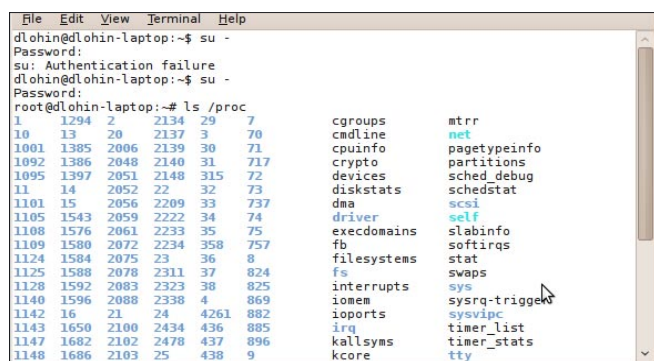 File Edit View Terminal Help
dlohin@dlohin-laptop:~$ su -
Password:
su: Authentication failure
dlohin@dlohin-laptop:~$ su -
Password:
root@dlohin-laptop:~# ls /proc
1 1294 2 2134 29 7 cgroups mtrr
10 13 20 2137 3 70 cmdline net
1001 1385 2006 2139 30 71 cpuinfo pagetypeinfo
1092 1386 2048 2140 31 717 crypto partitions
1095 1397 2051 2148 315 72 devices sched_debug
11 14 2052 22 32 73 diskstats schedstat
1101 15 2056 2209 33 737 dma scsi
1105 1543 2059 2222 34 74 driver self
1108 1576 2061 2233 35 75 execdomains slabinfo
1109 1580 2072 2234 358 757 fb softirqs
1124 1584 2075 23 36 8 filesystems stat
1125 1588 2078 2311 37 824 fs swaps
1128 1592 2083 2323 38 825 interrupts sys
1140 1596 2088 2338 4 869 iomem sysrq-trigger
1142 16 21 24 4261 882 ioports sysvipc
1143 1650 2100 2434 436 885 irq timer_list
1147 1682 2102 2478 437 896 kallsyms timer_stats
1148 1686 2103 25 438 9 kcore tty